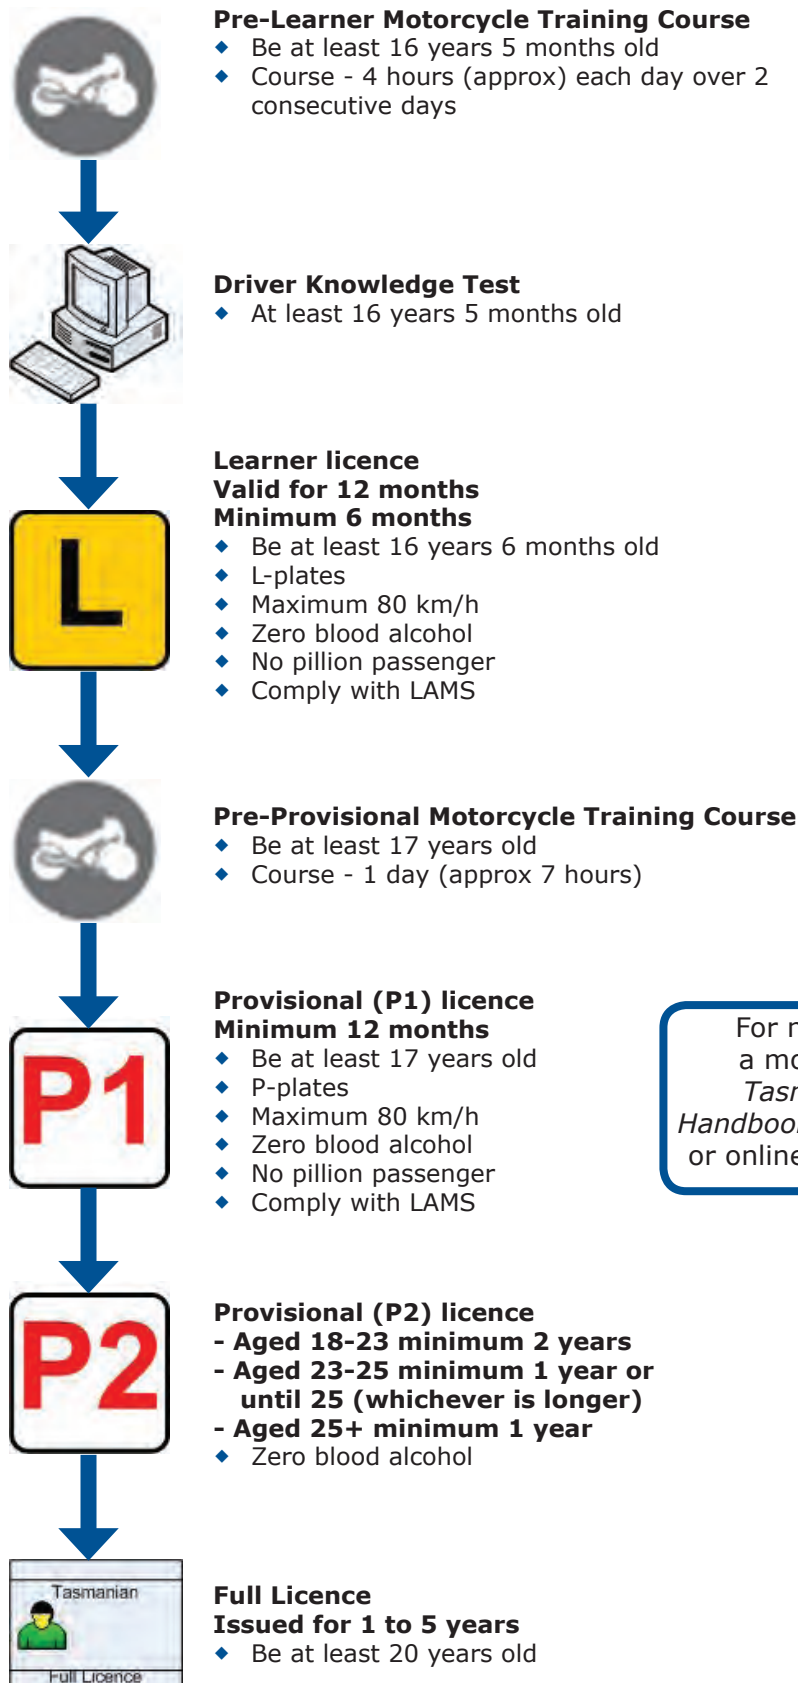 Pre-Learner Motorcycle Training Course
◆ Be at least 16 years 5 months old
◆ Course - 4 hours (approx) each day over 2
consecutive days
Driver Knowledge Test
◆ At least 16 years 5 months old
Learner licence
Valid for 12 months
Minimum 6 months
◆ Be at least 16 years 6 months old
◆ L-plates
◆ Maximum 80 km/h
◆ Zero blood alcohol
◆ No pillion passenger
◆ Comply with LAMS
L
Pre-Provisional Motorcycle Training Course
◆ Be at least 17 years old
◆ Course - 1 day (approx 7 hours)
Provisional (P1) licence
Minimum 12 months
◆ Be at least 17 years old
◆ P-plates
◆ Maximum 80 km/h
◆ Zero blood alcohol
◆ No pillion passenger
◆ Comply with LAMS
P1
For
a
or online
P2
Provisional (P2) licence
- Aged 18-23 minimum 2 years
- Aged 23-25 minimum 1 year or
until 25 (whichever is longer)
- Aged 25+ minimum 1 year
◆ Zero blood alcohol
Tasmanian
Full Licence
Full Licence
Issued for 1 to 5 years
◆ Be at least 20 years old